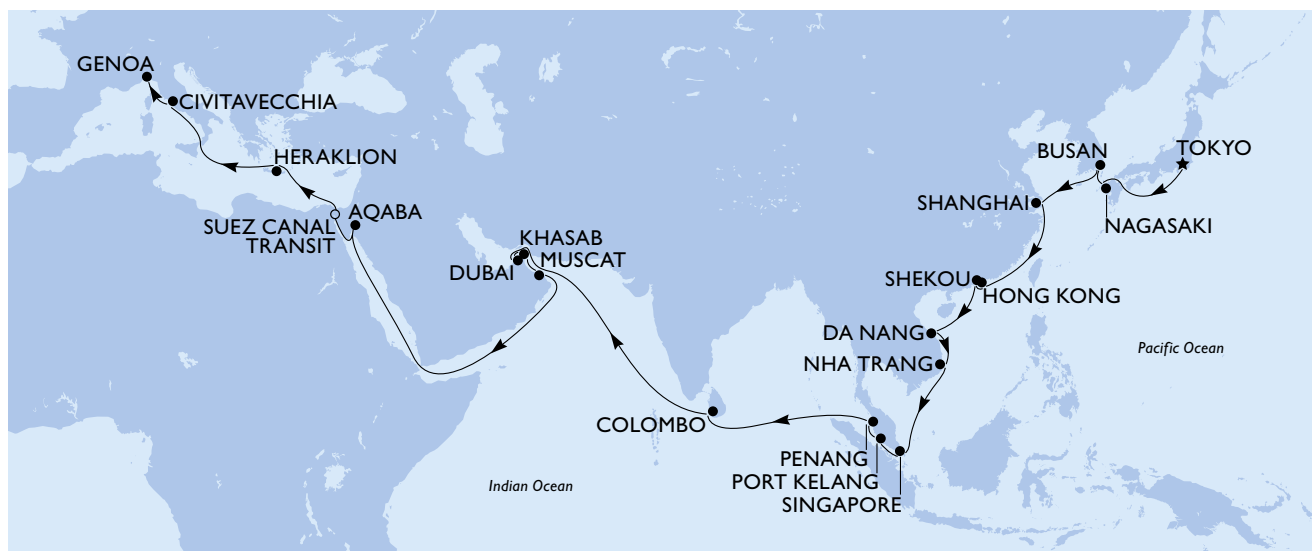 GENOA
CIVITAVECCHIA
HERAKLION
SUEZ CANAL
TRANSIT
AQABA
KHASAB
DUBAI
MUSCAT
BUSAN
TOKYO
SHANGHAI
NAGASAKI
SHEKOU
HONG KONG
DA NANG
NHA TRANG
Pacific Ocean
COLOMBO
PENANG
PORT KELANG
SINGAPORE
Indian Ocean